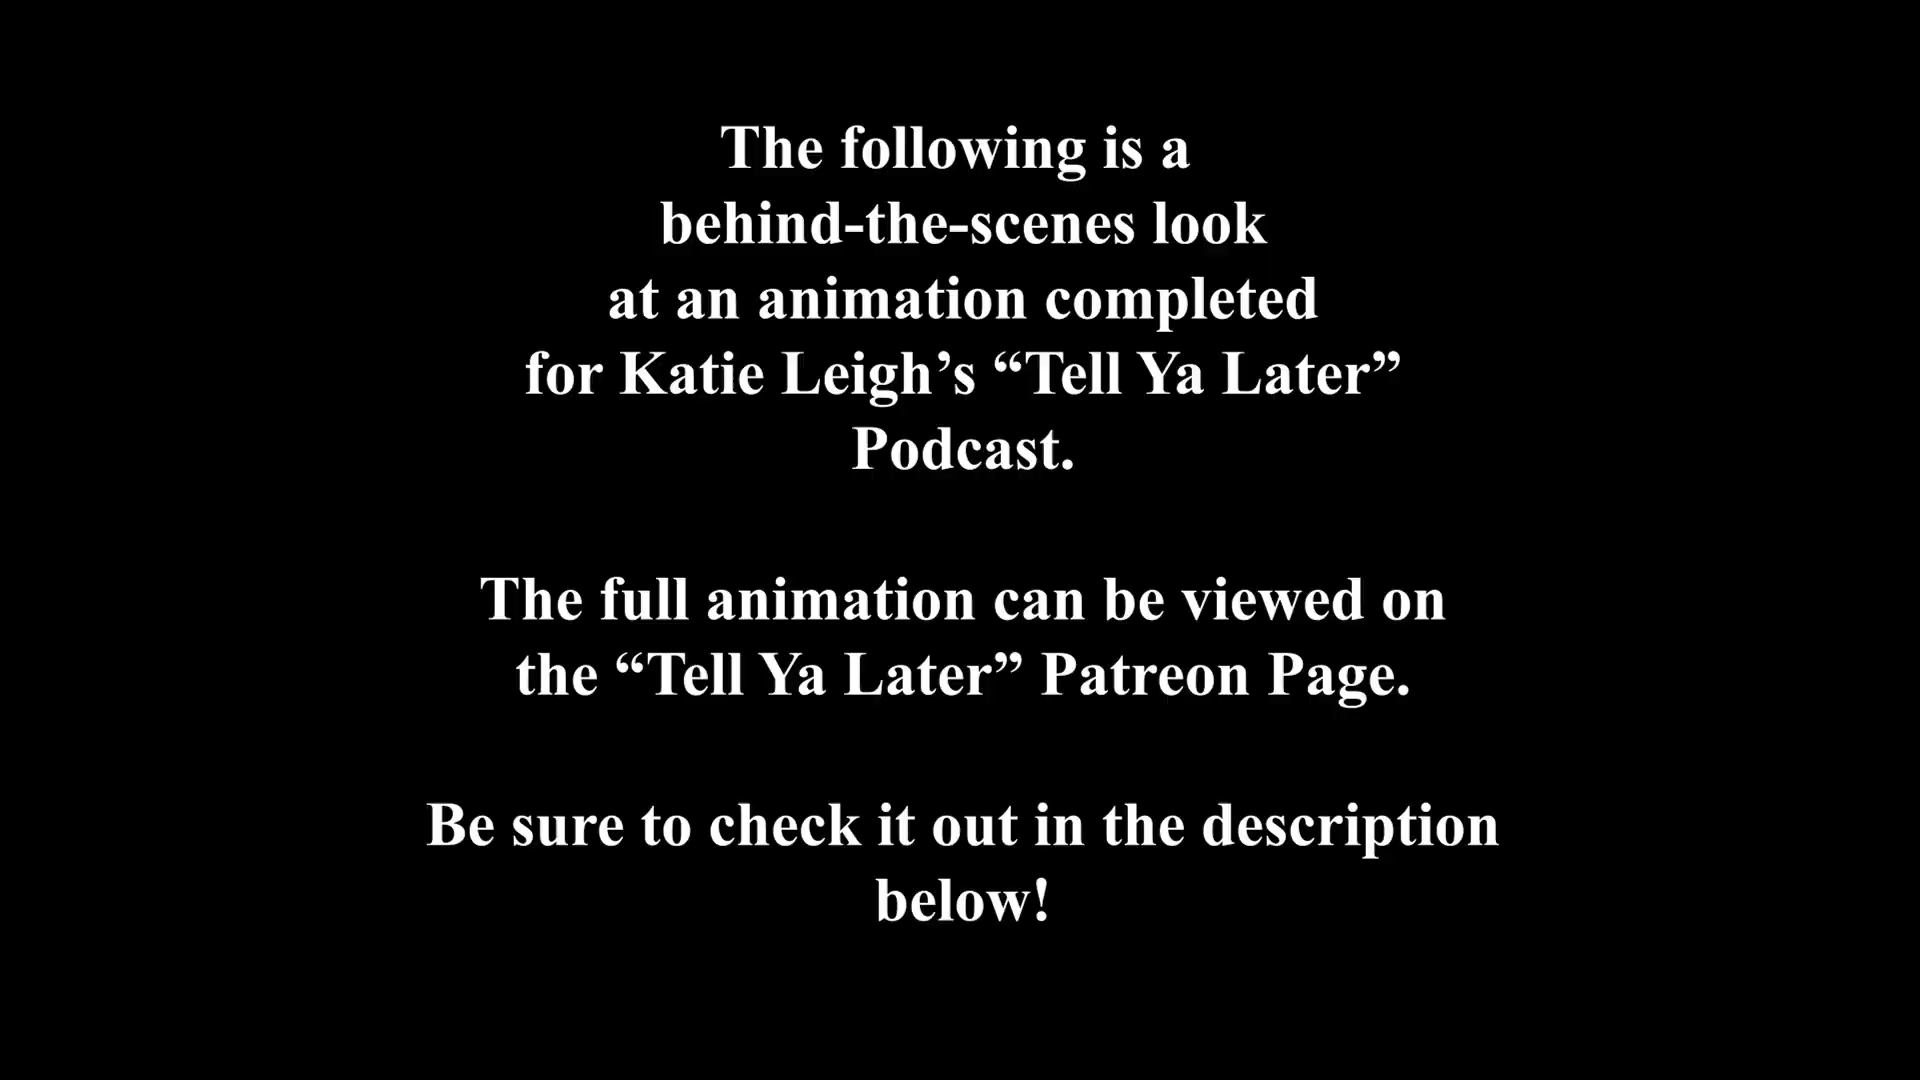 The following is a
behind-the-scenes look
at an animation completed
for Katie Leigh’s “Tell Ya Later”
Podcast.
The full animation can be viewed on
the “Tell Ya Later” Patreon Page.
Be sure to check it out in the description
below!